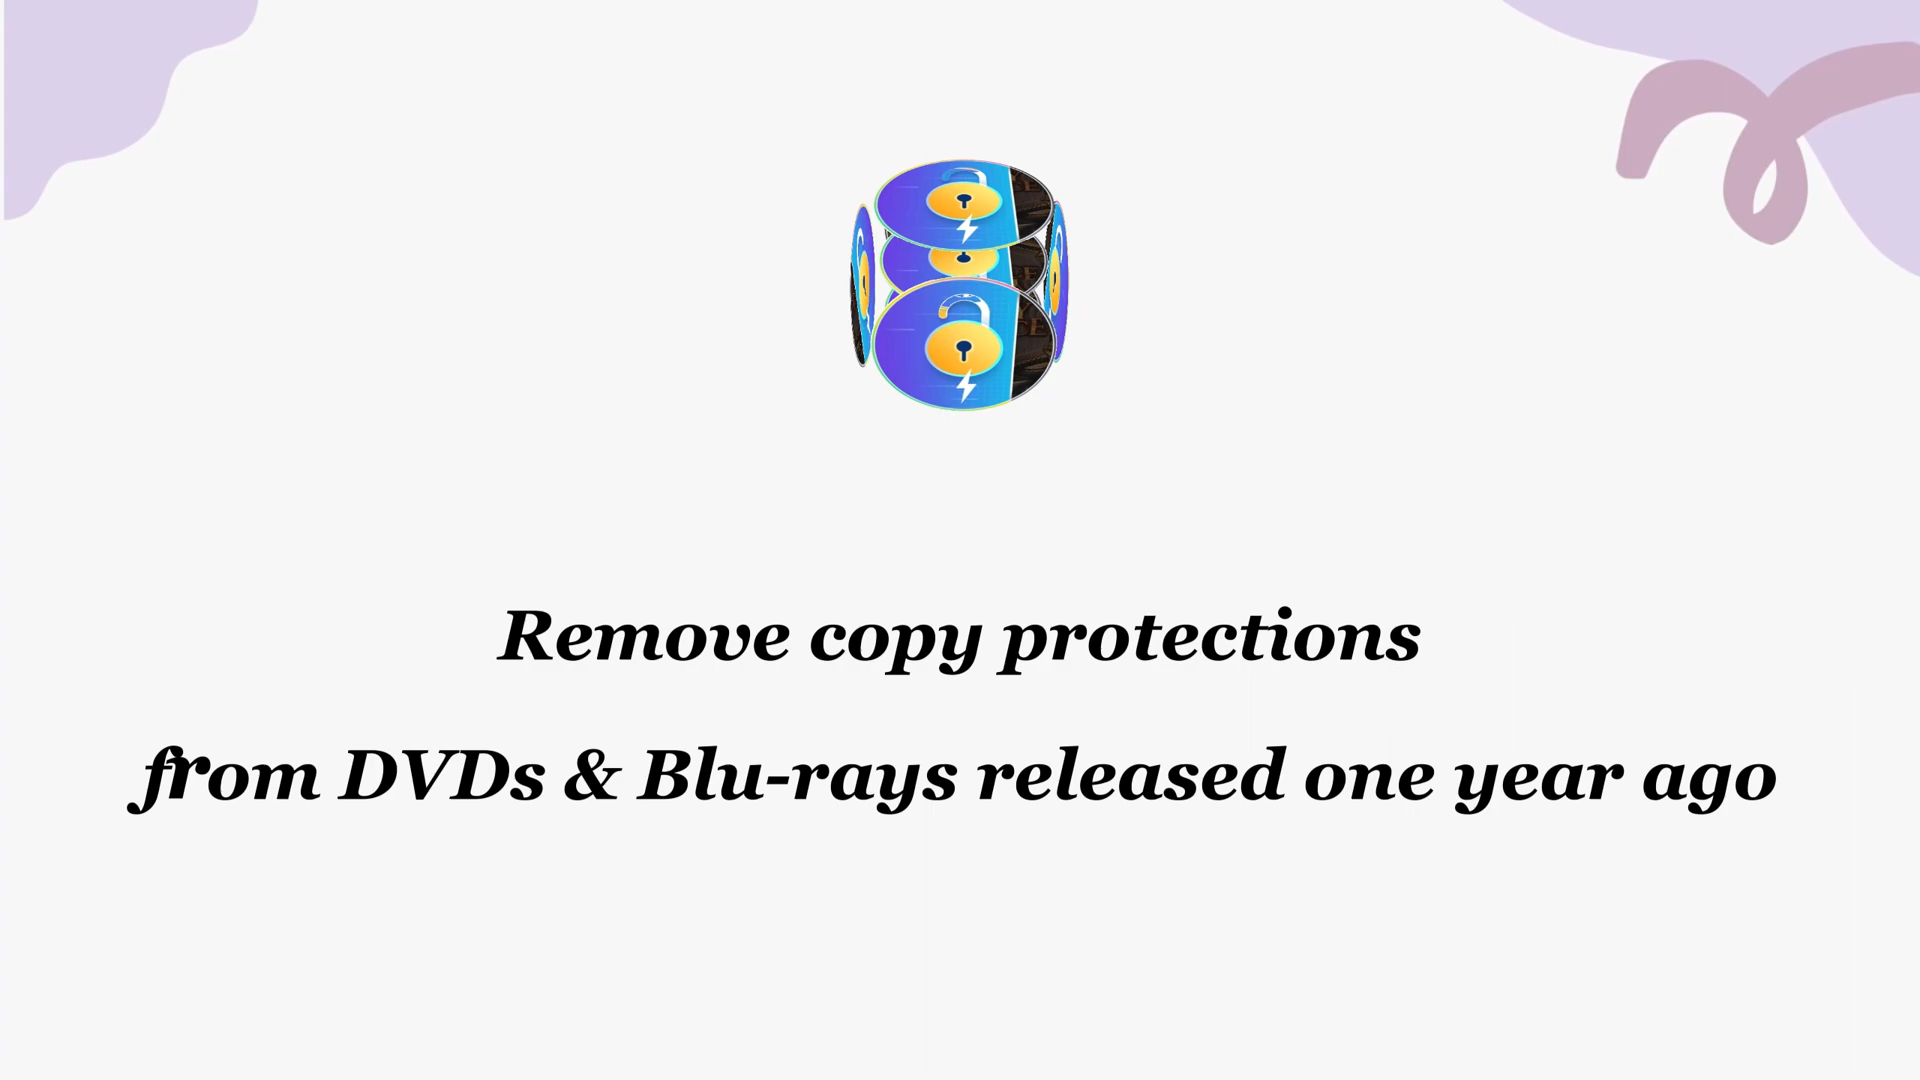 Remove copy protections
from DVDs & Blu-rays released one year ago